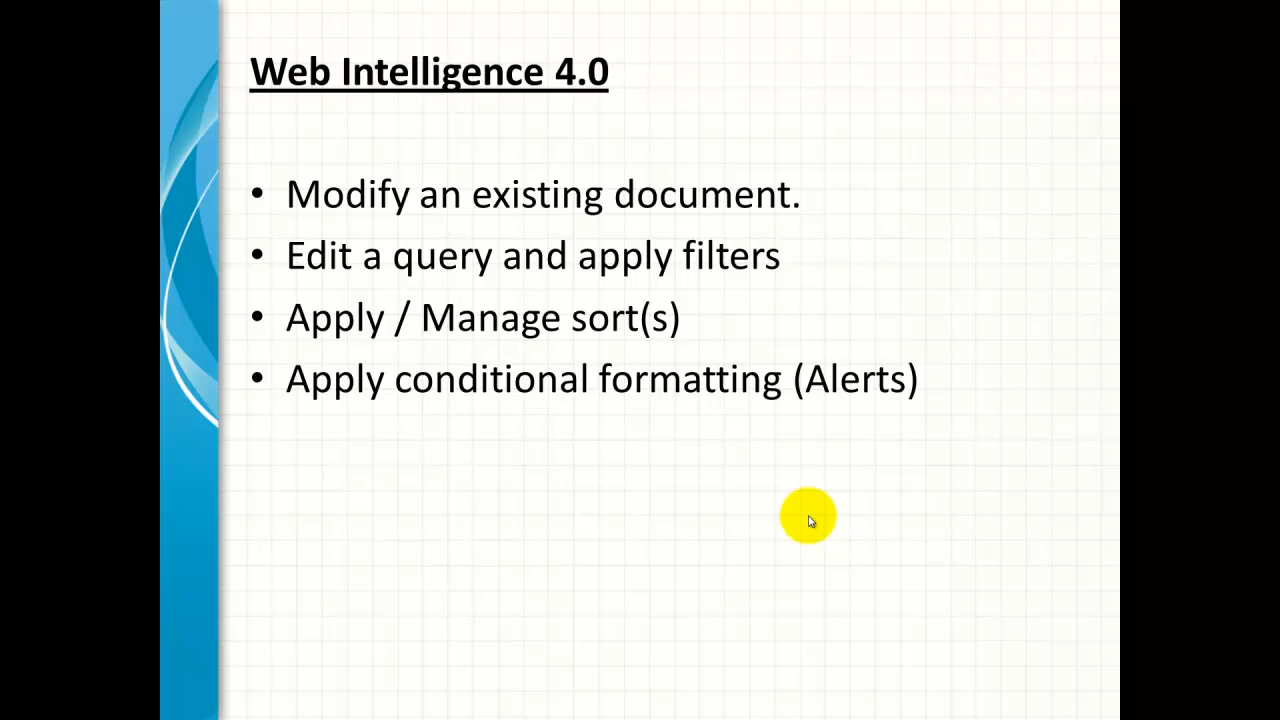 Web Intelligence 4.0
• Modify an existing document.
• Edit a query and apply filters
• Apply / Manage sort(s)
• Apply conditional formatting (Alerts)